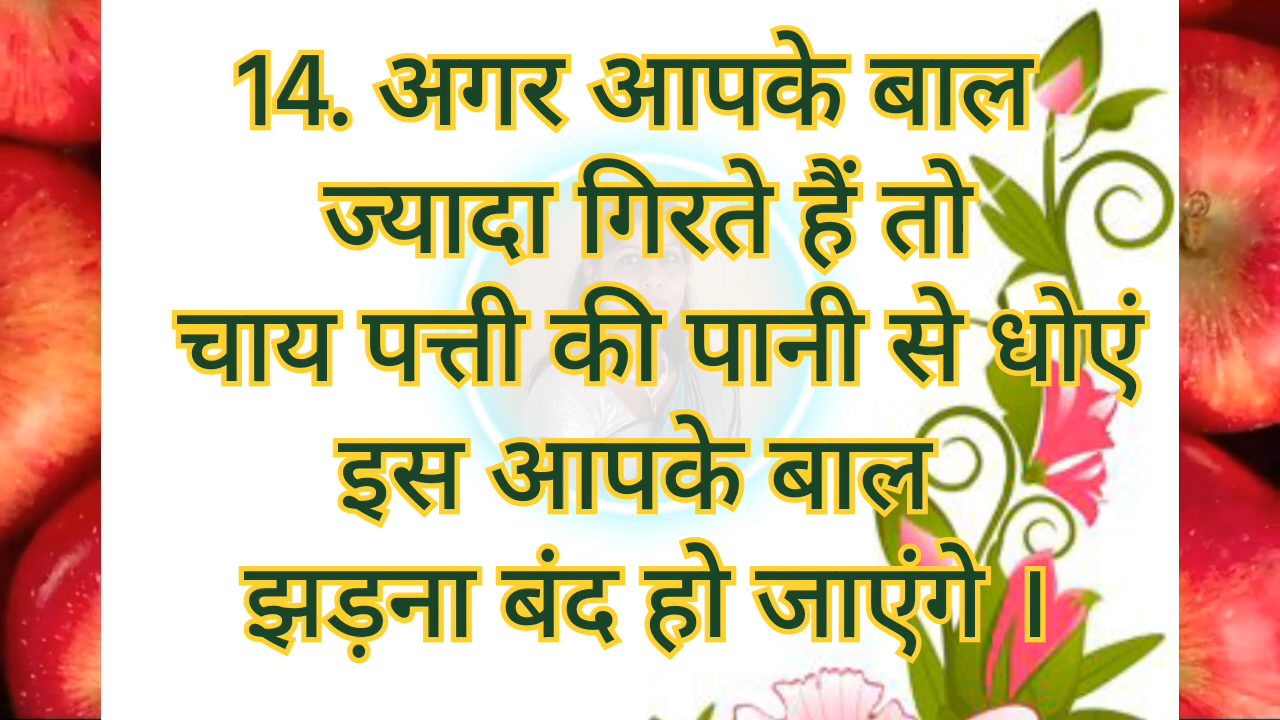 14. अगर आपके बाल
ज्यादा गिरते हैं तो
चाय पत्ती की पानी से धोएं
इस आपके बाल
झड़ना बंद हो जाएंगे ।